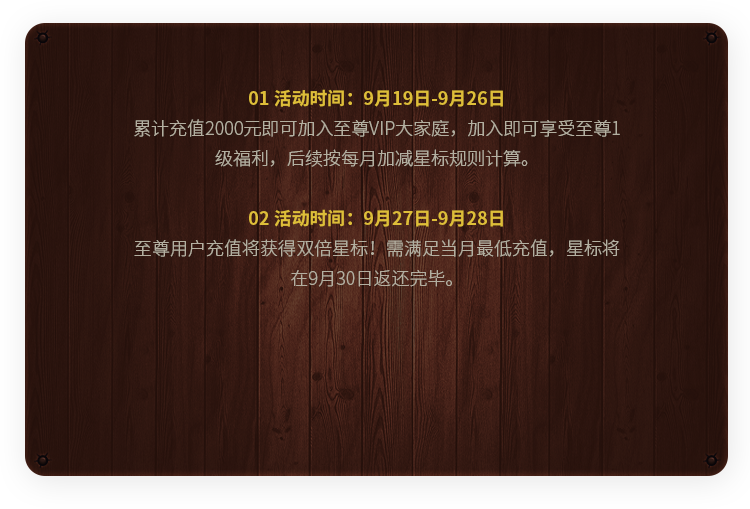 01 活动时间：9月19日-9月26日
累计充值2000元即可加入至尊VIP大家庭，加入即可享受至尊1
级福利，后续按每月加减星标规则计算。
02 活动时间：9月27日-9月28日
至尊用户充值将获得双倍星标！需满足当月最低充值，星标将
在9月30日返还完毕。